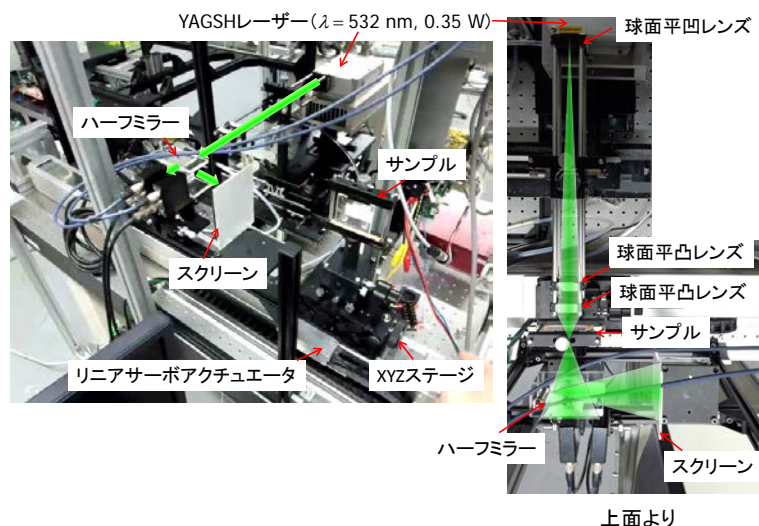 YAGSHレーザー(λ=532 nm, 0.35 W)
球面平凹レンズ
ハーフミラー
サンプル
スクリーン
球面平凸レンズ
球面平凸レンズ
サンプル
リニアサーボアクチュエータ
XYZステージ
ハーフミラー
スクリーン
上面より